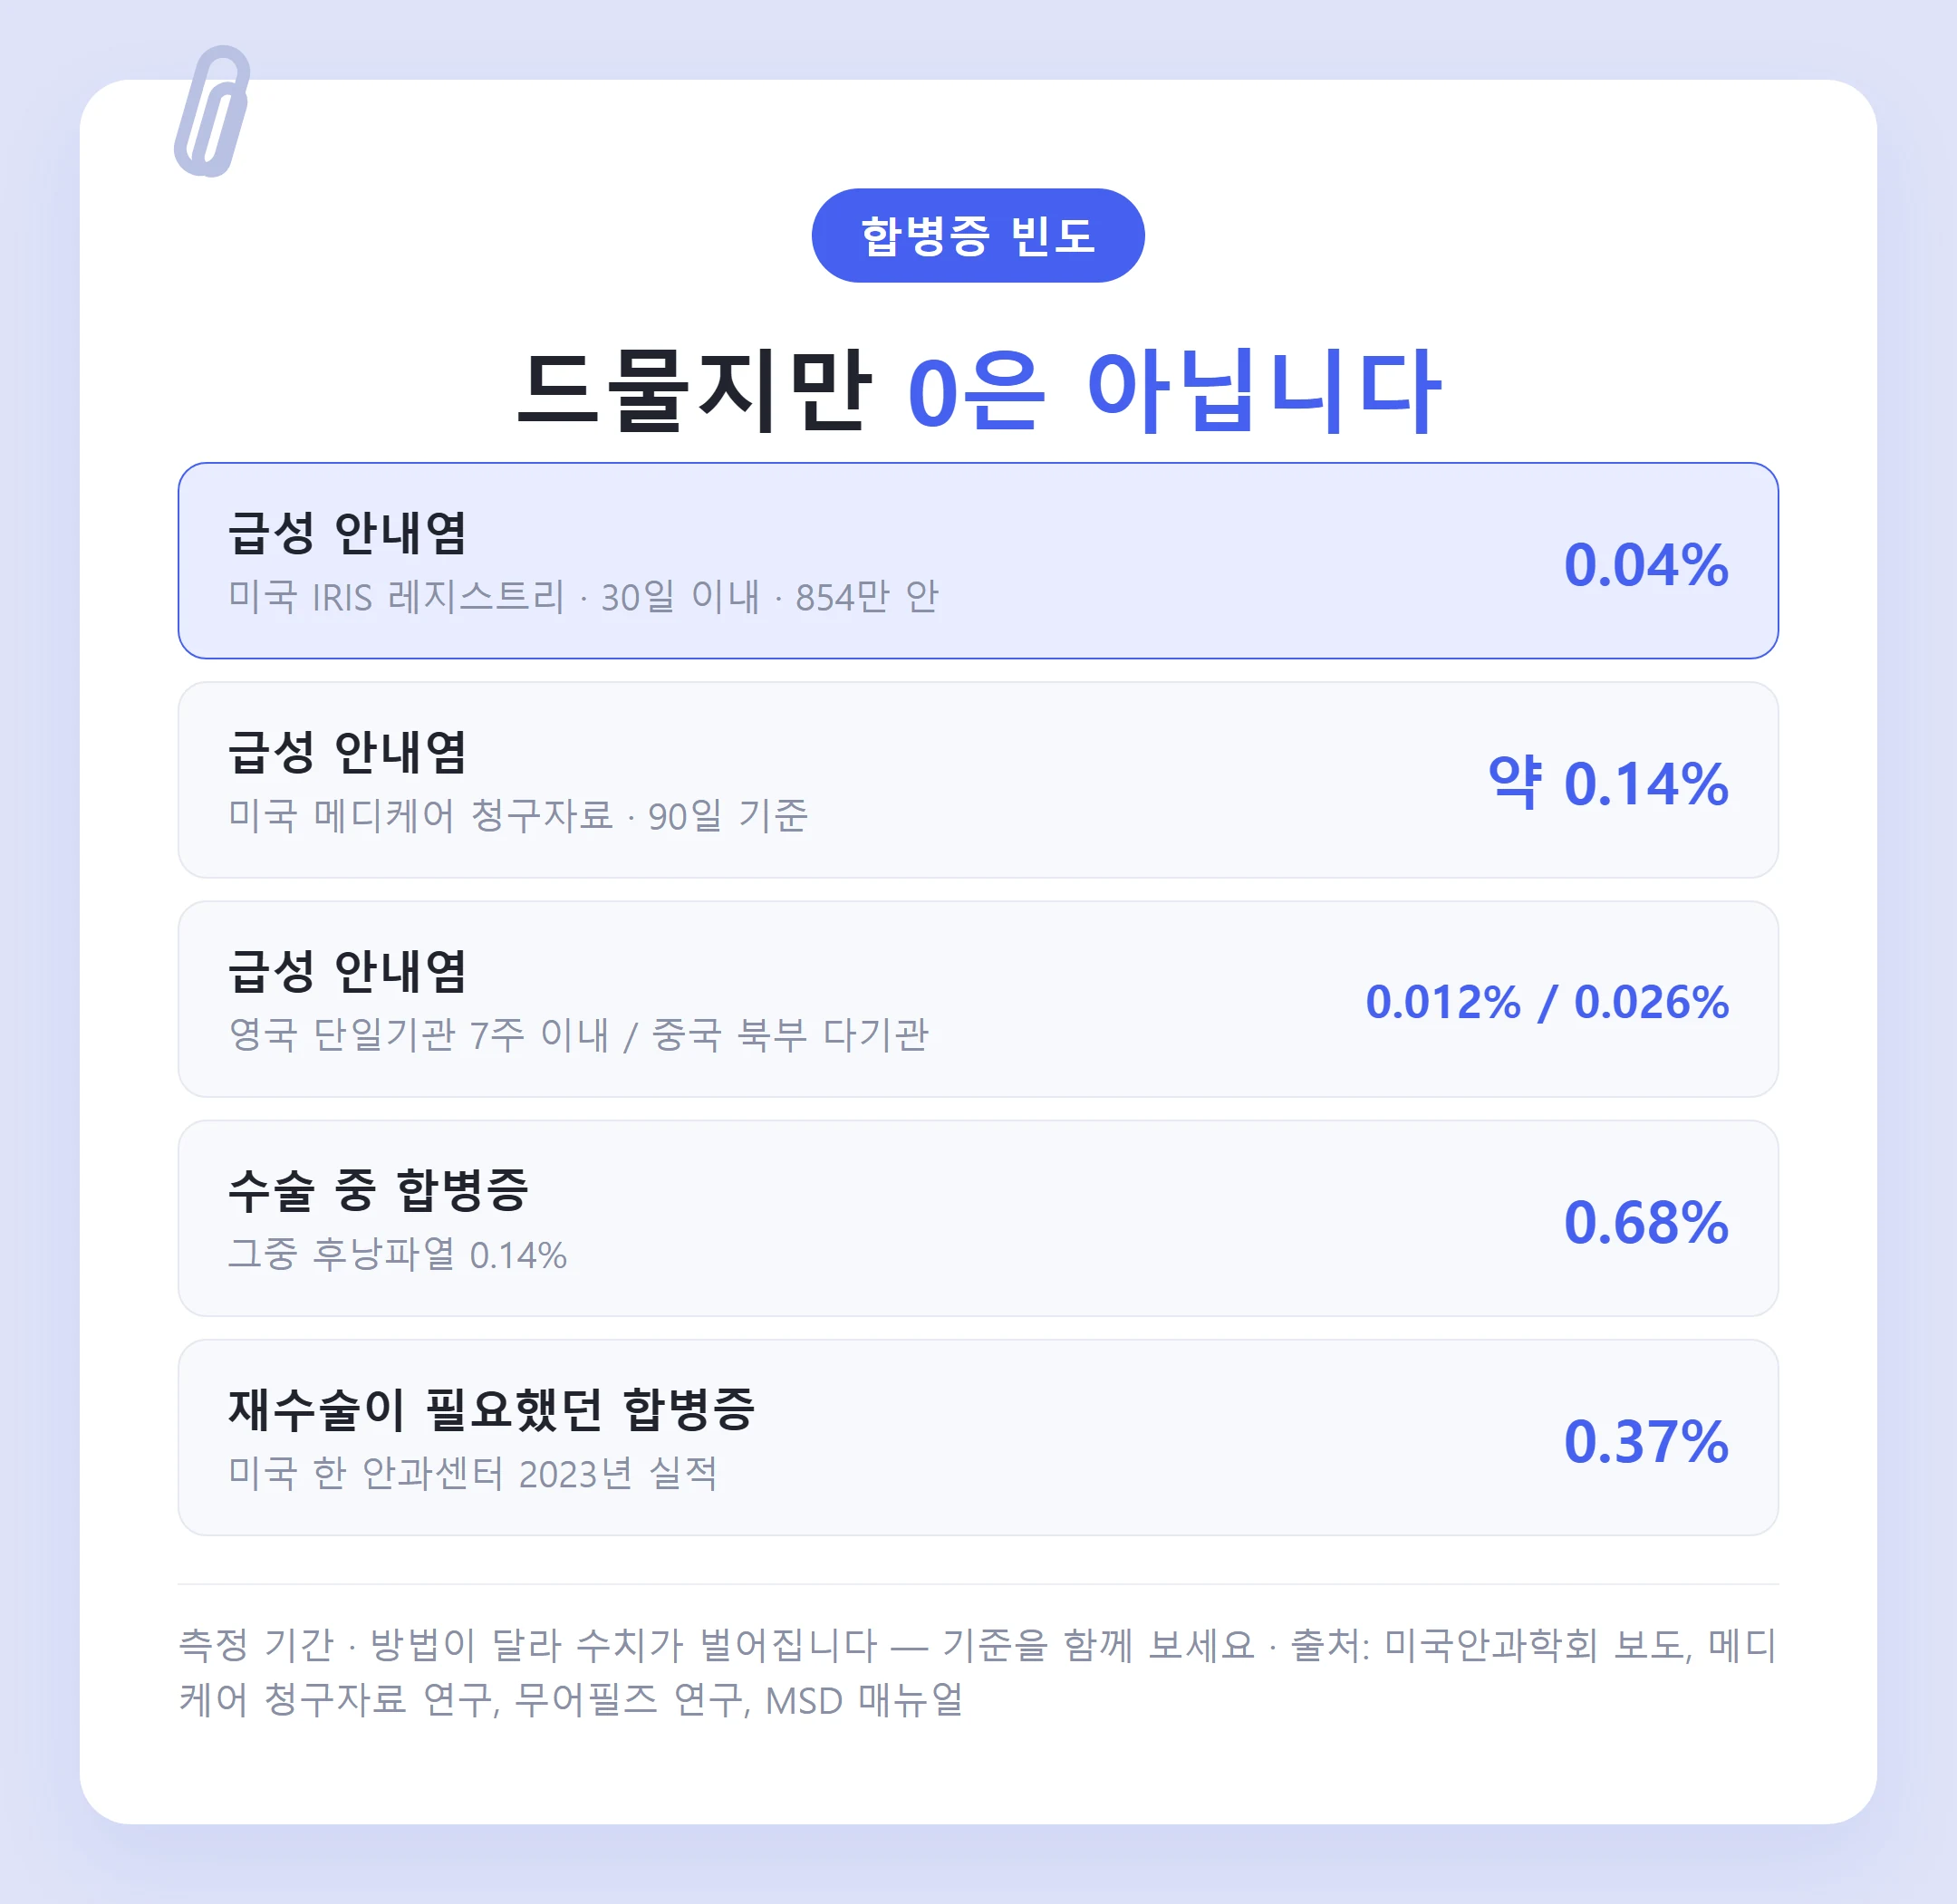 합병증 빈도
드물지만 0은 아닙니다
급성 안내염
미국 IRIS 레지스트리 · 30일 이내 · 854만 안
0.04%
급성 안내염
미국 메디케어 청구자료 · 90일 기준
약 0.14%
급성 안내염
영국 단일기관 7주 이내 / 중국 북부 다기관
0.012% / 0.026%
수술 중 합병증
그중 후낭파열 0.14%
0.68%
재수술이 필요했던 합병증
미국 한 안과센터 2023년 실적
0.37%
측정 기간 · 방법이 달라 수치가 벌어집니다 — 기준을 함께 보세요 · 출처: 미국안과학회 보도, 메디
케어 청구자료 연구, 무어필즈 연구, MSD 매뉴얼